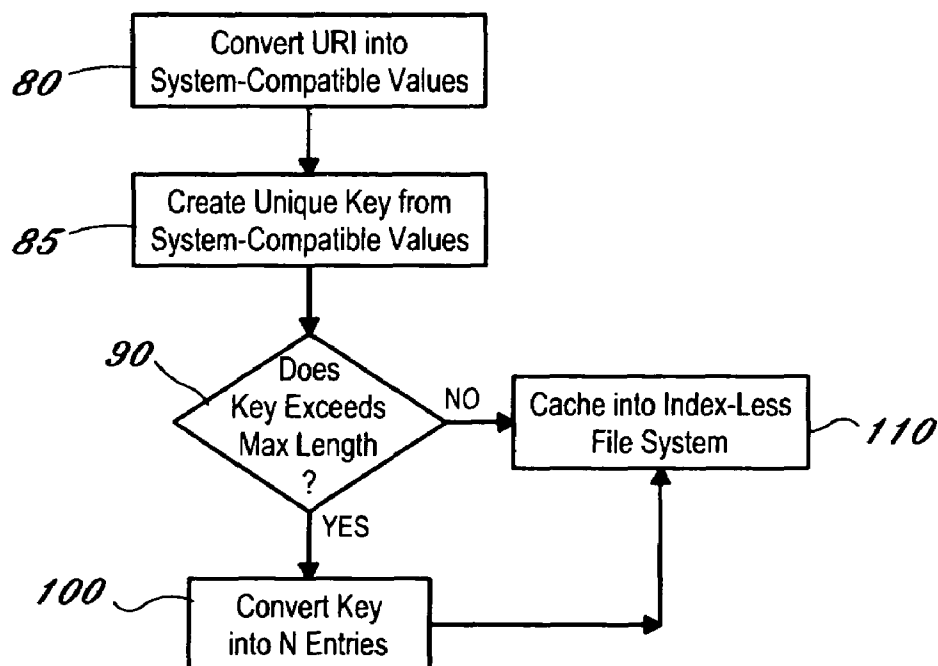 80
Convert URI into
System-Compatible Values
85
Create Unique Key from
System-Compatible Values
90
Does
Key Exceeds
Max Length
?
NO
Cache into Index-Less
File System
110
YES
100
Convert Key
into N Entries